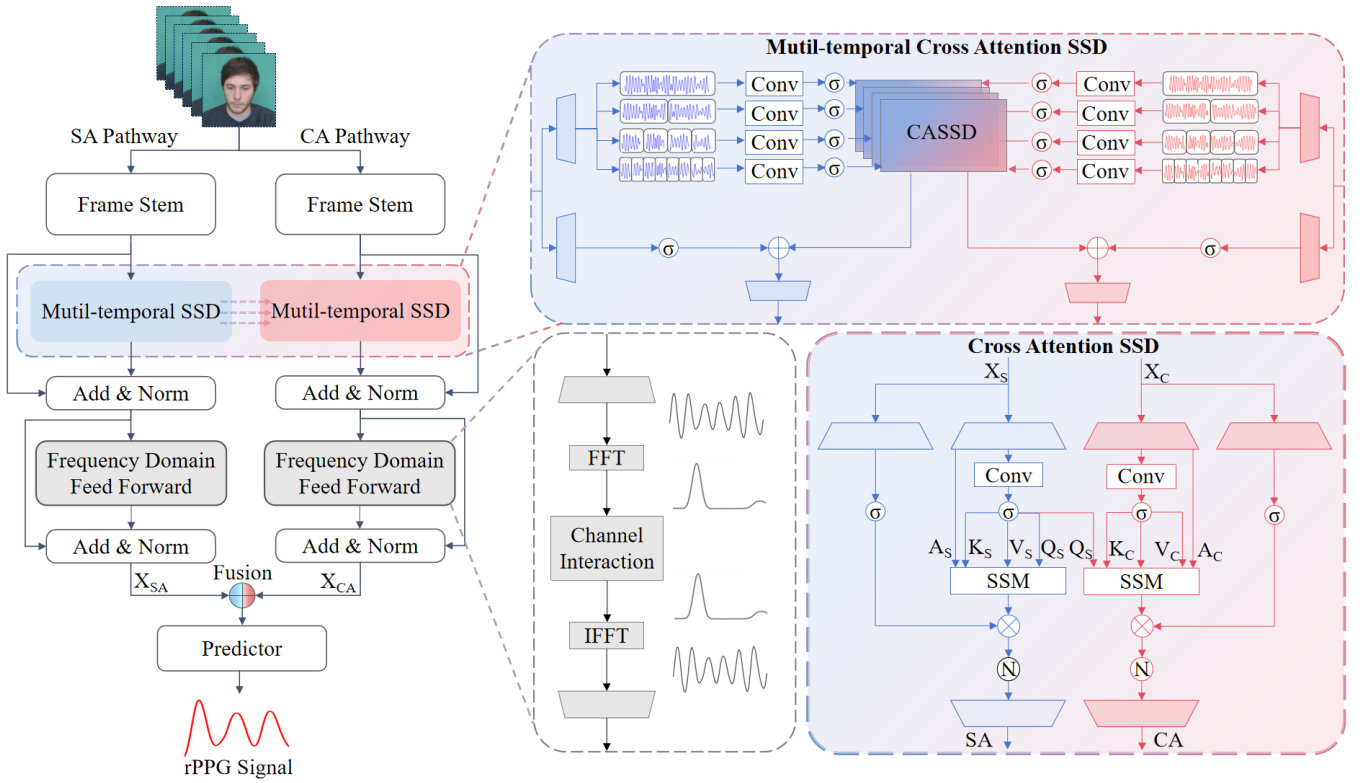 SA Pathway
CA Pathway
Frame Stem
Frame Stem
Mutil-temporal SSD
Mutil-temporal SSD
Add & Norm
Add & Norm
Frequency Domain
Feed Forward
Frequency Domain
Feed Forward
Add & Norm
Add & Norm
X_SA
Fusion
X_CA
Predictor
rPPG Signal
Mutil-temporal Cross Attention SSD
Conv
σ
σ
Conv
Conv
σ
σ
Conv
CASSD
Conv
σ
σ
Conv
Conv
σ
σ
Conv
σ
σ
FFT
Channel
Interaction
IFFT
Cross Attention SSD
X_S
X_C
Conv
Conv
σ
σ
σ
σ
A_S
K_S
V_S
Q_S
Q_S
K_C
V_C
A_C
SSM
SSM
N
N
SA
CA